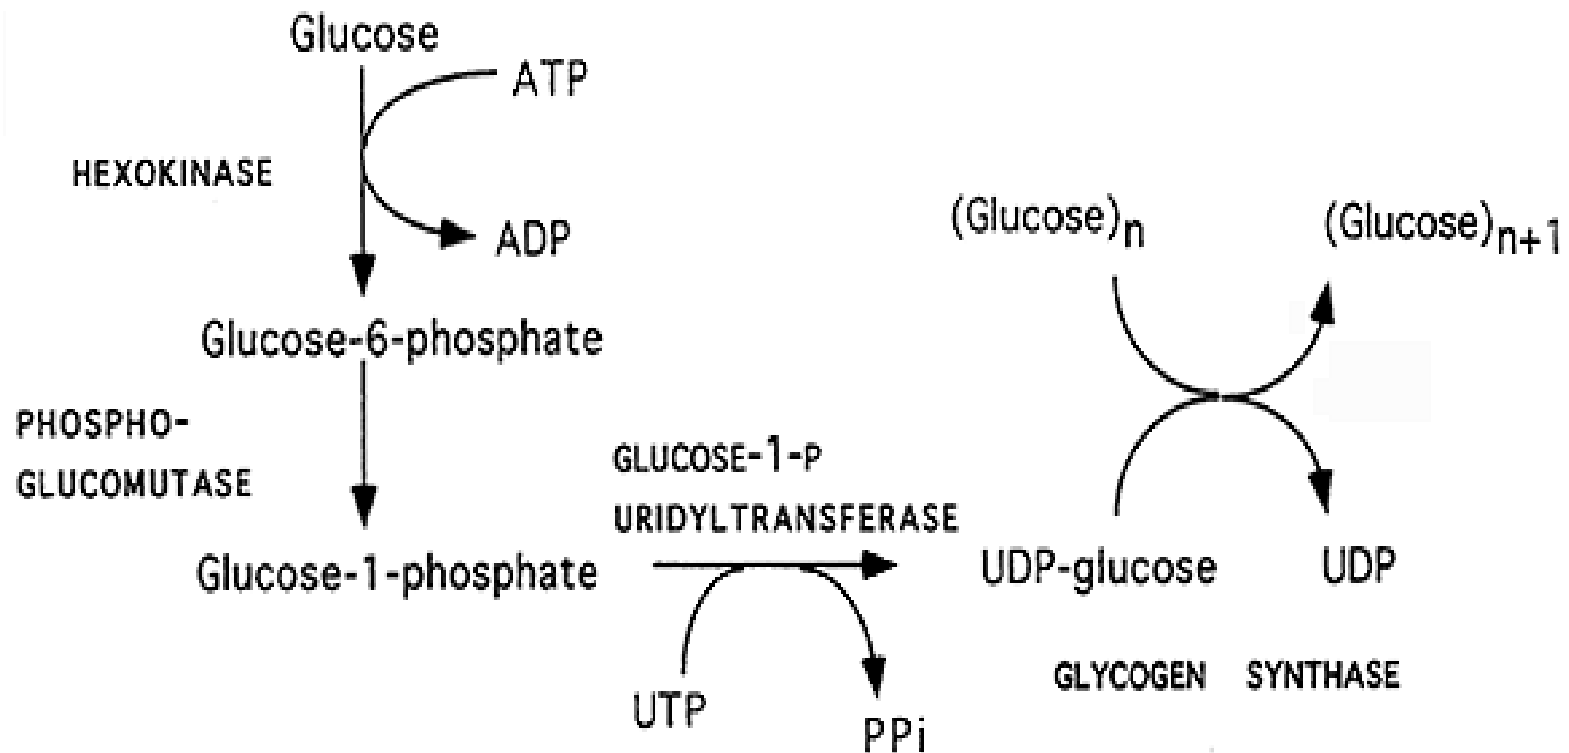 Glucose
ATP
HEXOKINASE
ADP
Glucose-6-phosphate
PHOSPHO-
GLUCOMUTASE
Glucose-1-phosphate
GLUCOSE-1-P
URIDYLTRANSFERASE
UTP
PPi
(Glucose)n
(Glucose)n+1
UDP-glucose
UDP
GLYCOGEN SYNTHASE